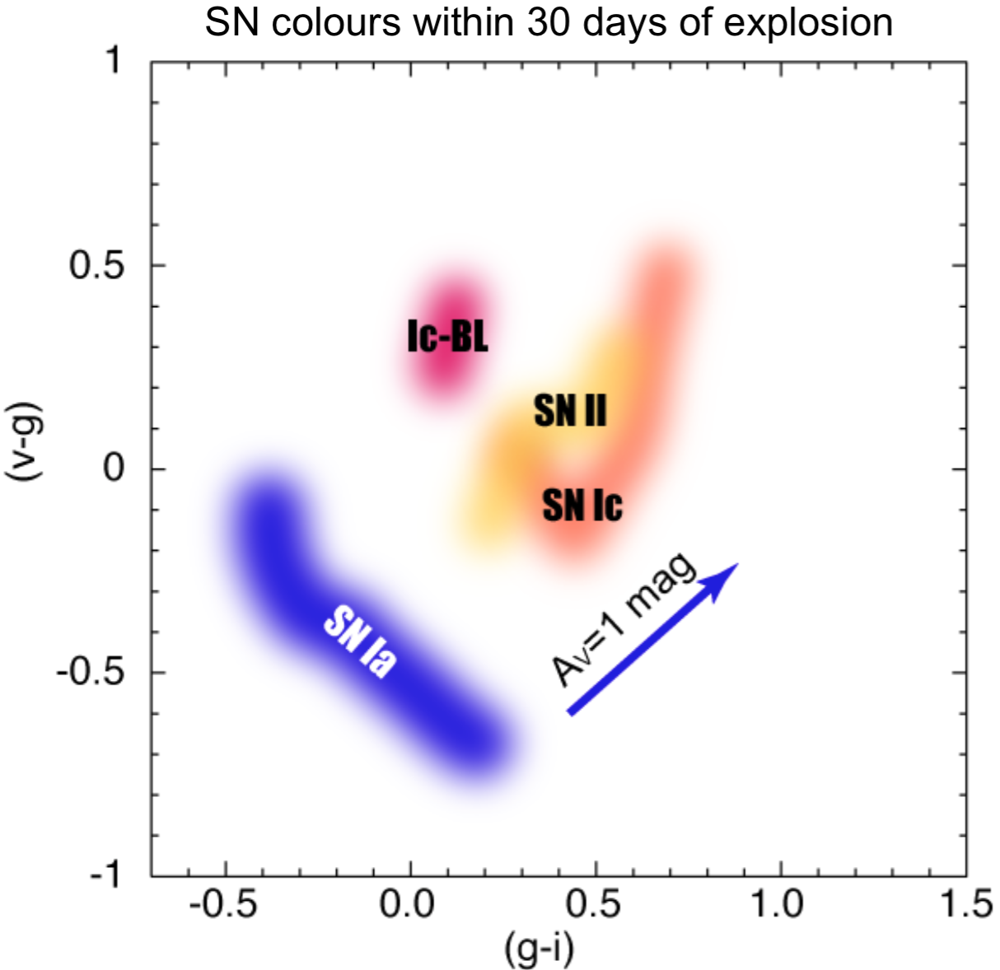 SN colours within 30 days of explosion
1
0.5
0
-0.5
-1
(v-g)
Ic-BL
SN II
SN Ic
SN Ia
Av=1 mag
-0.5
0.0
0.5
1.0
1.5
(g-i)